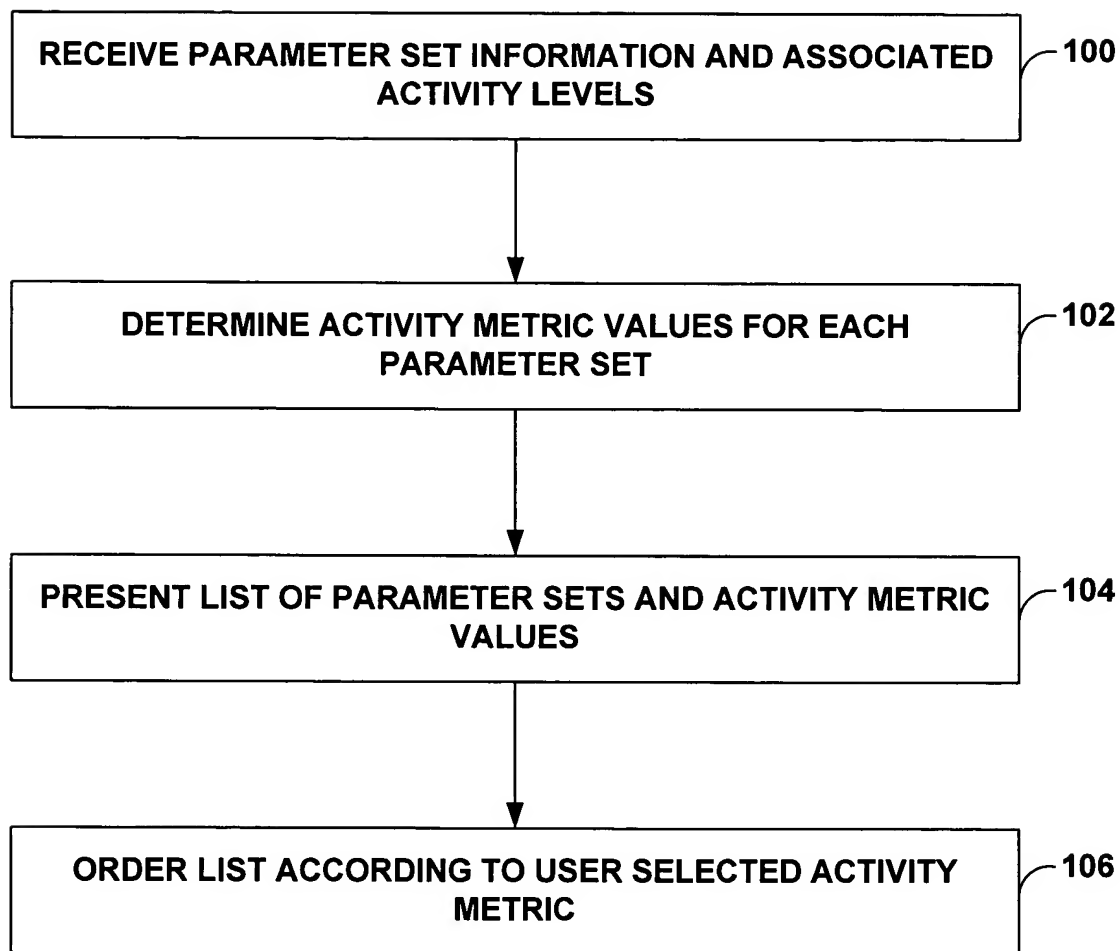 RECEIVE PARAMETER SET INFORMATION AND ASSOCIATED
ACTIVITY LEVELS
100
DETERMINE ACTIVITY METRIC VALUES FOR EACH
PARAMETER SET
102
PRESENT LIST OF PARAMETER SETS AND ACTIVITY METRIC
VALUES
104
ORDER LIST ACCORDING TO USER SELECTED ACTIVITY
METRIC
106